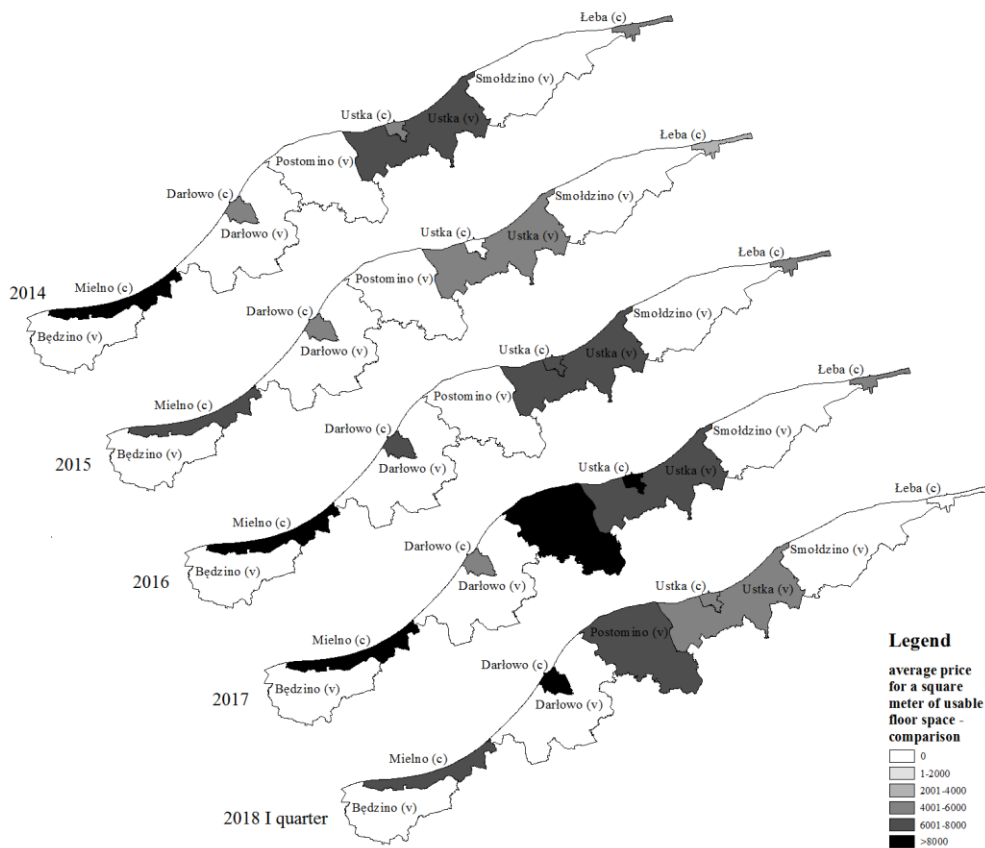 Łeba (c)
Smołdzino (v)
Ustka (c)
Ustka (v)
Postomino (v)
Darłowo (c)
Darłowo (v)
Mielno (c)
2014
Będzino (v)
Łeba (c)
Smołdzino (v)
Ustka (c)
Ustka (v)
Postomino (v)
Darłowo (c)
Darłowo (v)
Mielno (c)
2015
Będzino (v)
Łeba (c)
Smołdzino (v)
Ustka (c)
Ustka (v)
Postomino (v)
Darłowo (c)
Darłowo (v)
Mielno (c)
2016
Będzino (v)
Łeba (c)
Smołdzino (v)
Ustka (c)
Ustka (v)
Darłowo (c)
Darłowo (v)
Mielno (c)
2017
Będzino (v)
Łeba (c)
Smołdzino (v)
Ustka (c)
Ustka (v)
Postomino (v)
Darłowo (c)
Darłowo (v)
Mielno (c)
2018 I quarter
Będzino (v)
Legend
average price
for a square
meter of usable
floor space -
comparison
0
1-2000
2001-4000
4001-6000
6001-8000
>8000